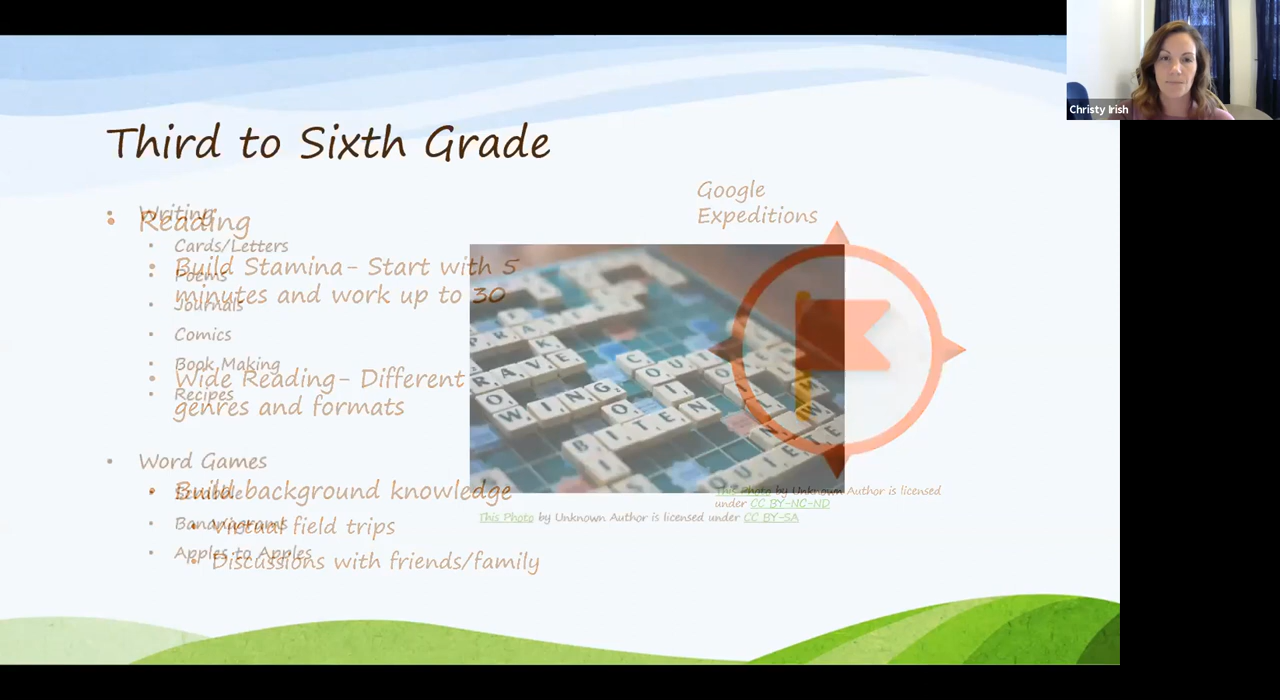 Christy Irish
Third to Sixth Grade
Writing
Cards/Letters
Poems
Journals
Comics
Book Making
Recipes
Word Games
Scrabble
Bananagrams
Apples to Apples
Reading
Build Stamina- Start with 5
minutes and work up to 30
Wide Reading- Different
genres and formats
Build background knowledge
Virtual field trips
Discussions with friends/family
Google
Expeditions
WING
BITEN
This Photo by Unknown Author is licensed
under CC BY-NC-ND
This Photo by Unknown Author is licensed under CC BY-SA